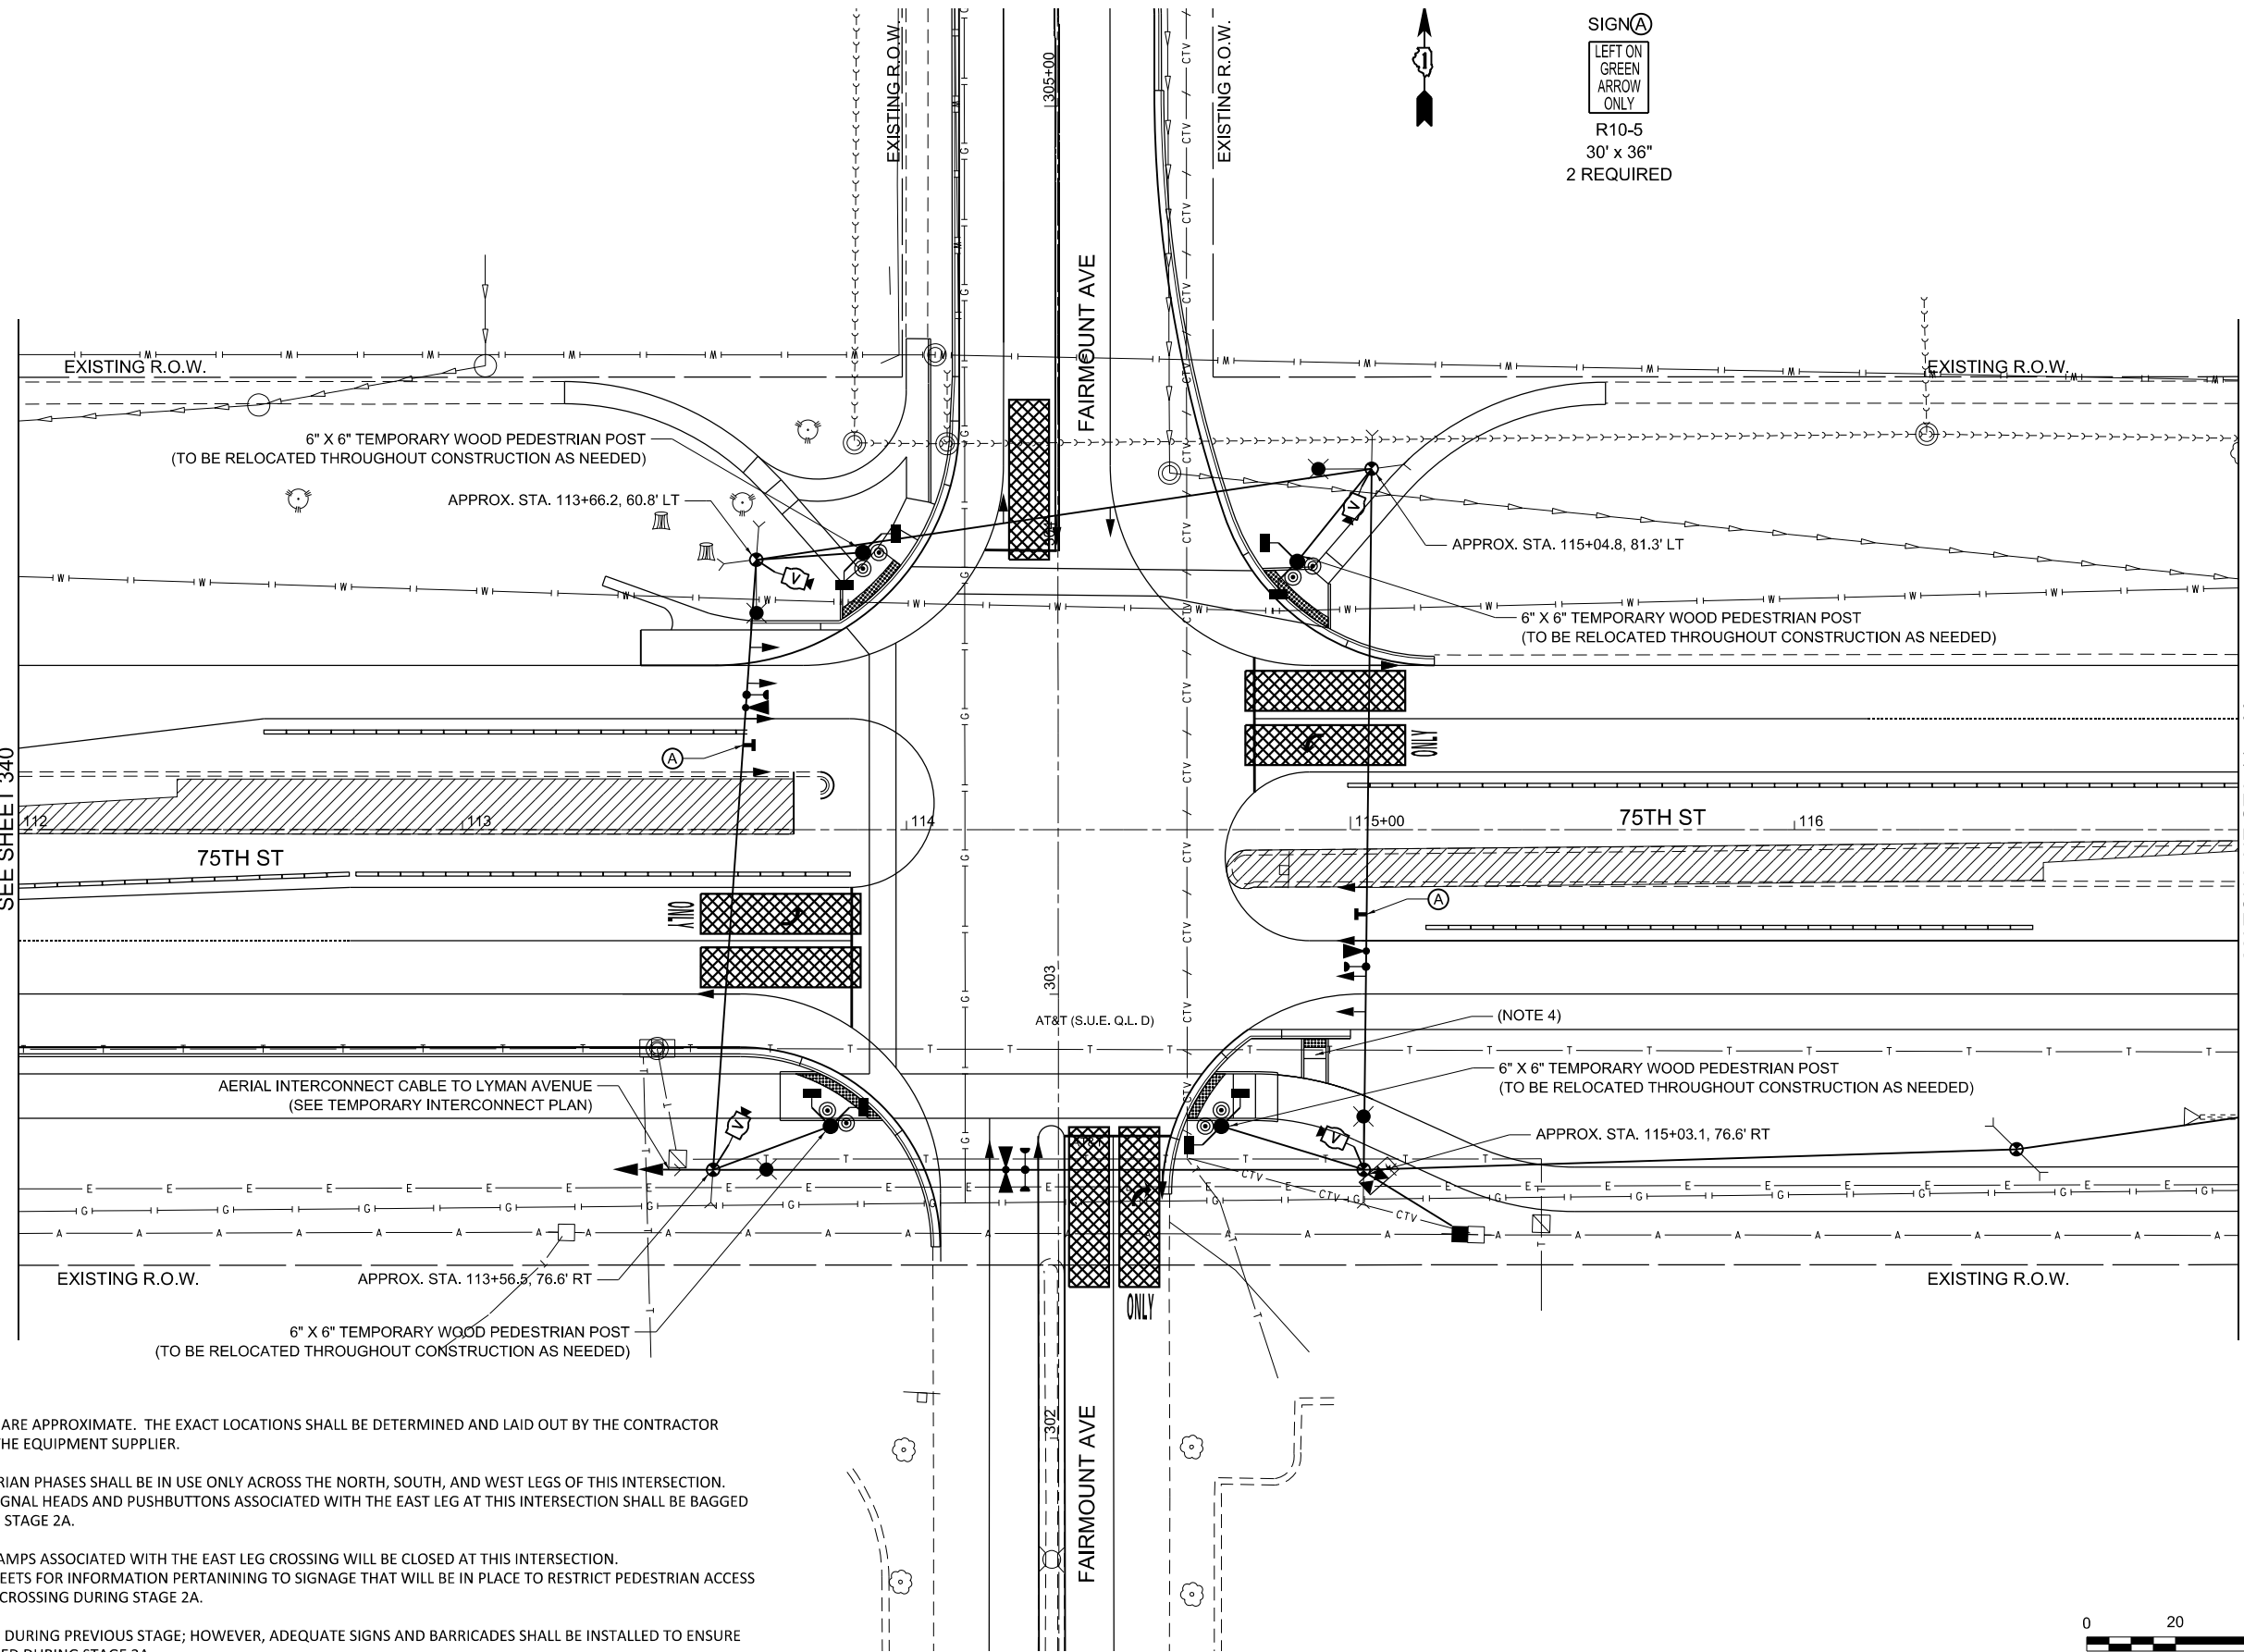 SIGN A
LEFT ON
GREEN
ARROW
ONLY
R10-5
30' x 36"
2 REQUIRED
EXISTING R.O.W.
305+00
EXISTING R.O.W.
FAIRMOUNT AVE
EXISTING R.O.W.
EXISTING R.O.W.
6" X 6" TEMPORARY WOOD PEDESTRIAN POST
(TO BE RELOCATED THROUGHOUT CONSTRUCTION AS NEEDED)
APPROX. STA. 113+66.2, 60.8' LT
APPROX. STA. 115+04.8, 81.3' LT
6" X 6" TEMPORARY WOOD PEDESTRIAN POST
(TO BE RELOCATED THROUGHOUT CONSTRUCTION AS NEEDED)
SEE SHEET 340
A
ONLY
112
113
114
115+00
116
75TH ST
75TH ST
ONLY
A
303
AT&T (S.U.E. Q.L. D)
(NOTE 4)
AERIAL INTERCONNECT CABLE TO LYMAN AVENUE
(SEE TEMPORARY INTERCONNECT PLAN)
6" X 6" TEMPORARY WOOD PEDESTRIAN POST
(TO BE RELOCATED THROUGHOUT CONSTRUCTION AS NEEDED)
APPROX. STA. 115+03.1, 76.6' RT
EXISTING R.O.W.
APPROX. STA. 113+56.5, 76.6' RT
EXISTING R.O.W.
ONLY
6" X 6" TEMPORARY WOOD PEDESTRIAN POST
(TO BE RELOCATED THROUGHOUT CONSTRUCTION AS NEEDED)
302
FAIRMOUNT AVE
ARE APPROXIMATE. THE EXACT LOCATIONS SHALL BE DETERMINED AND LAID OUT BY THE CONTRACTOR
THE EQUIPMENT SUPPLIER.
RIAN PHASES SHALL BE IN USE ONLY ACROSS THE NORTH, SOUTH, AND WEST LEGS OF THIS INTERSECTION.
GNAL HEADS AND PUSHBUTTONS ASSOCIATED WITH THE EAST LEG AT THIS INTERSECTION SHALL BE BAGGED
STAGE 2A.
AMPS ASSOCIATED WITH THE EAST LEG CROSSING WILL BE CLOSED AT THIS INTERSECTION.
EETS FOR INFORMATION PERTANINING TO SIGNAGE THAT WILL BE IN PLACE TO RESTRICT PEDESTRIAN ACCESS
CROSSING DURING STAGE 2A.
DURING PREVIOUS STAGE; HOWEVER, ADEQUATE SIGNS AND BARRICADES SHALL BE INSTALLED TO ENSURE
0 20